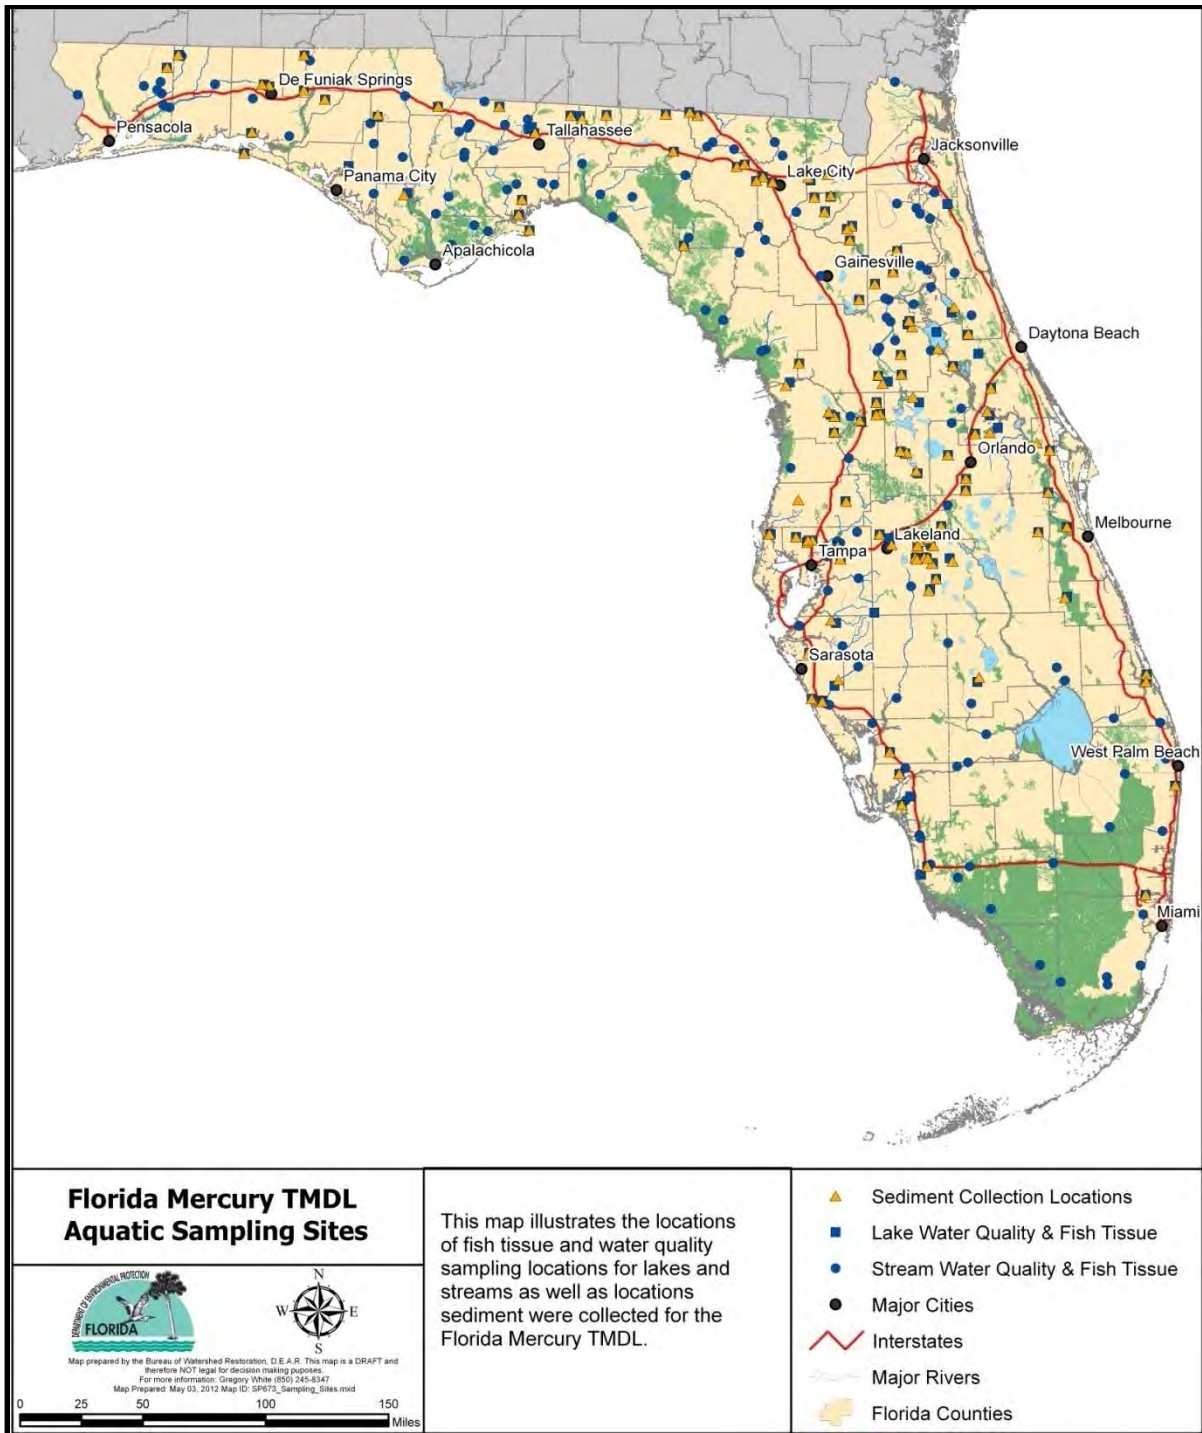 De Funiak Springs
Pensacola
Tallahassee
Jacksonville
Panama City
Lake City
Apalachicola
Gainesville
Daytona Beach
Orlando
Melbourne
Lakeland
Tampa
Sarasota
West Palm Beach
Miami
Florida Mercury TMDL
Aquatic Sampling Sites
DEPARTMENT OF ENVIRONMENTAL PROTECTION
FLORIDA
N
W E
S
Map prepared by the Bureau of Watershed Restoration, D.E.A.R. This map is a DRAFT and
therefore NOT legal for decision making puposes.
For more information: Gregory White (850) 245-8347
Map Prepared: May 03, 2012 Map ID: SP673_Sampling_Sites.mxd
0 25 50 100 150
Miles
This map illustrates the locations
of fish tissue and water quality
sampling locations for lakes and
streams as well as locations
sediment were collected for the
Florida Mercury TMDL.
Sediment Collection Locations
Lake Water Quality & Fish Tissue
Stream Water Quality & Fish Tissue
Major Cities
Interstates
Major Rivers
Florida Counties